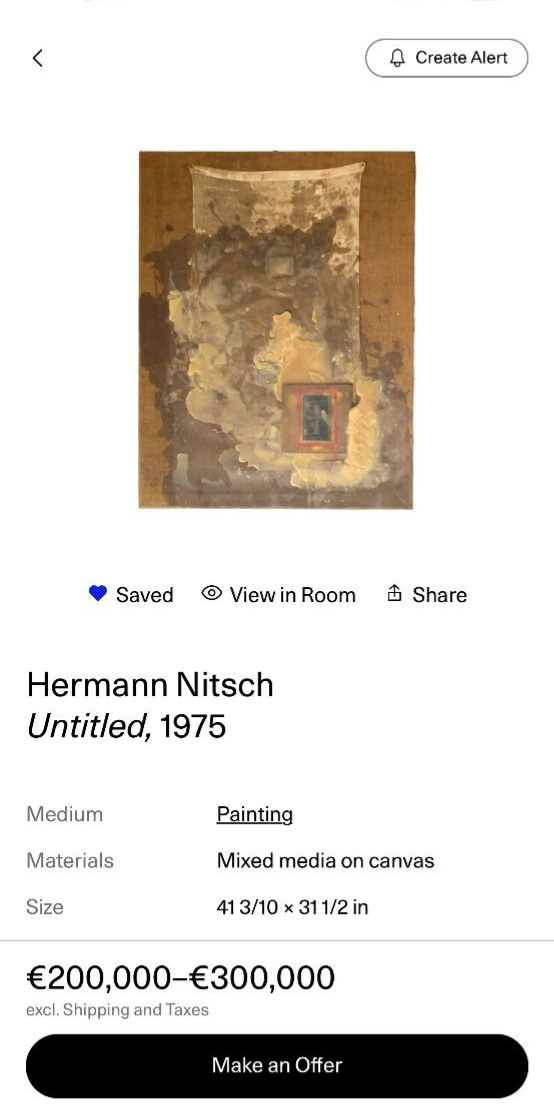 Create Alert
Saved
View in Room
Share
Hermann Nitsch
Untitled, 1975
Medium
Painting
Materials
Mixed media on canvas
Size
41 3/10 × 31 1/2 in
€200,000–€300,000
excl. Shipping and Taxes
Make an Offer